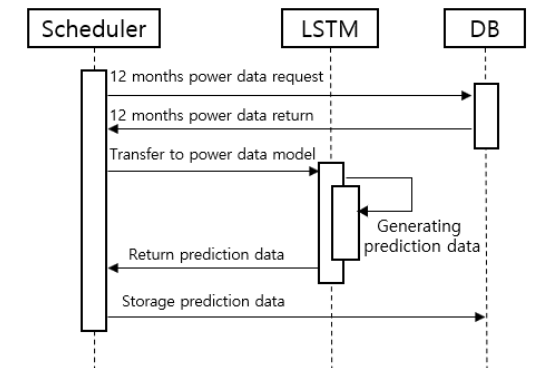 Scheduler
LSTM
DB
12 months power data request
12 months power data return
Transfer to power data model
Generating
prediction data
Return prediction data
Storage prediction data